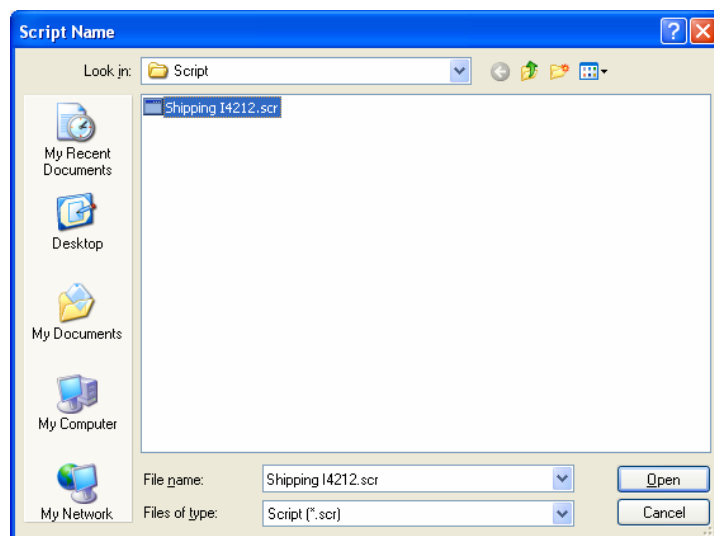 Script Name
Look in: Script
Shipping I4212.scr
My Recent
Documents
Desktop
My Documents
My Computer
My Network
File name: Shipping I4212.scr Open
Files of type: Script (*.scr) Cancel